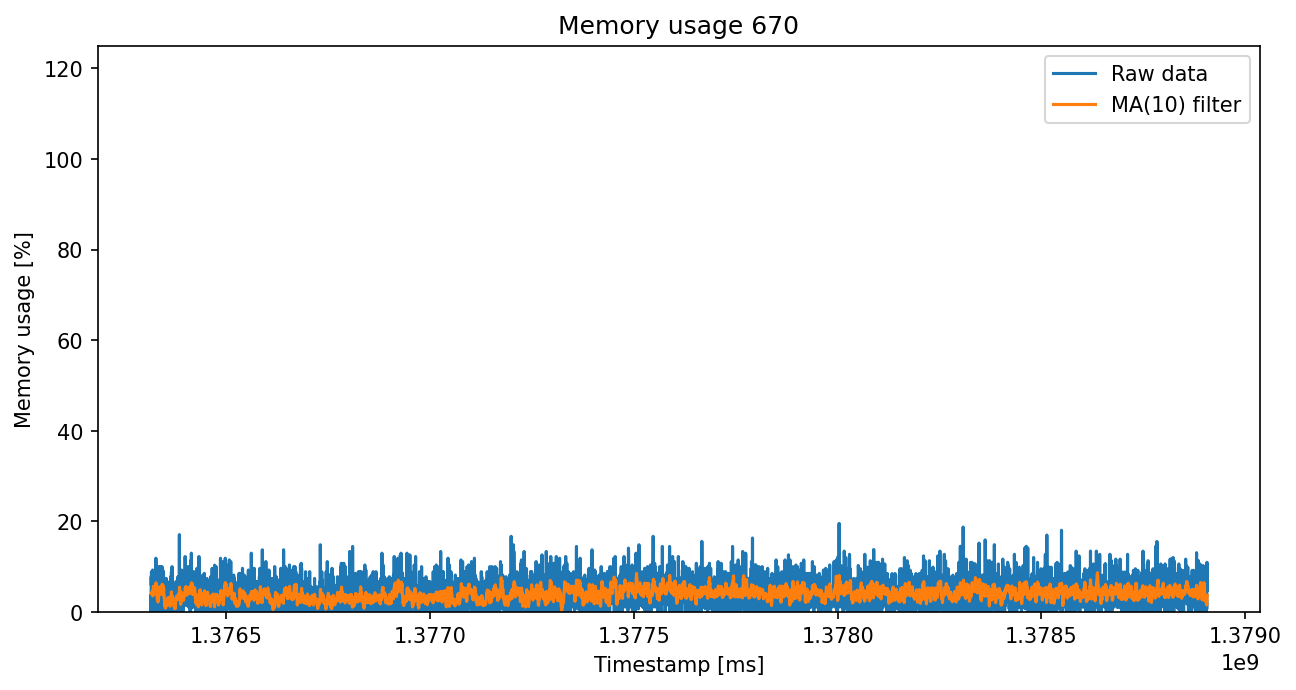 Memory usage 670
Raw data
MA(10) filter
Memory usage [%]
120
100
80
60
40
20
0
1.3765 1.3770 1.3775 1.3780 1.3785 1.3790
1e9
Timestamp [ms]